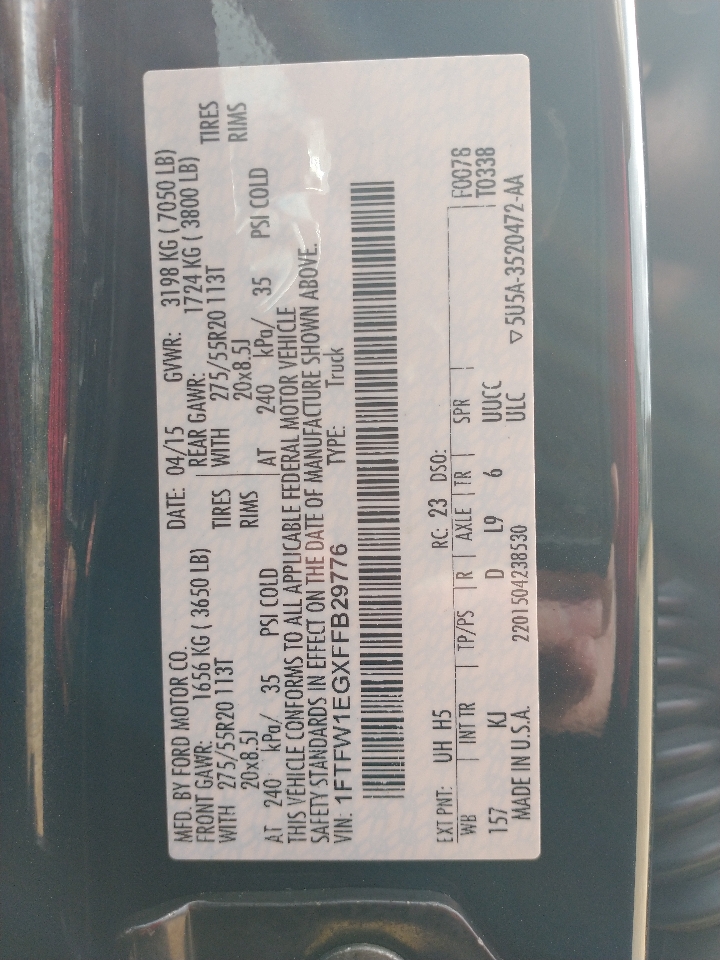 MFD. BY FORD MOTOR CO.
DATE: 04/15 GVWR: 3198 KG ( 7050 LB)
FRONT GAWR: 1656 KG ( 3650 LB) REAR GAWR: 1724 KG ( 3800 LB)
WITH 275/55R20 113T TIRES WITH 275/55R20 113T TIRES
20x8.5J RIMS 20x8.5J RIMS
AT 240 kPa/ 35 PSI COLD AT 240 kPa/ 35 PSI COLD
THIS VEHICLE CONFORMS TO ALL APPLICABLE FEDERAL MOTOR VEHICLE
SAFETY STANDARDS IN EFFECT ON THE DATE OF MANUFACTURE SHOWN ABOVE.
VIN: 1FTFW1EGXFFB29776 TYPE: Truck
F0078
EXT PNT: UH H5 RC: 23 DSO: T0338
WB INT TR TP/PS R AXLE TR SPR
157 KJ D L9 6 UUCC
ULC
MADE IN U.S.A. 2201504238530 ▽5U5A-3520472-AA